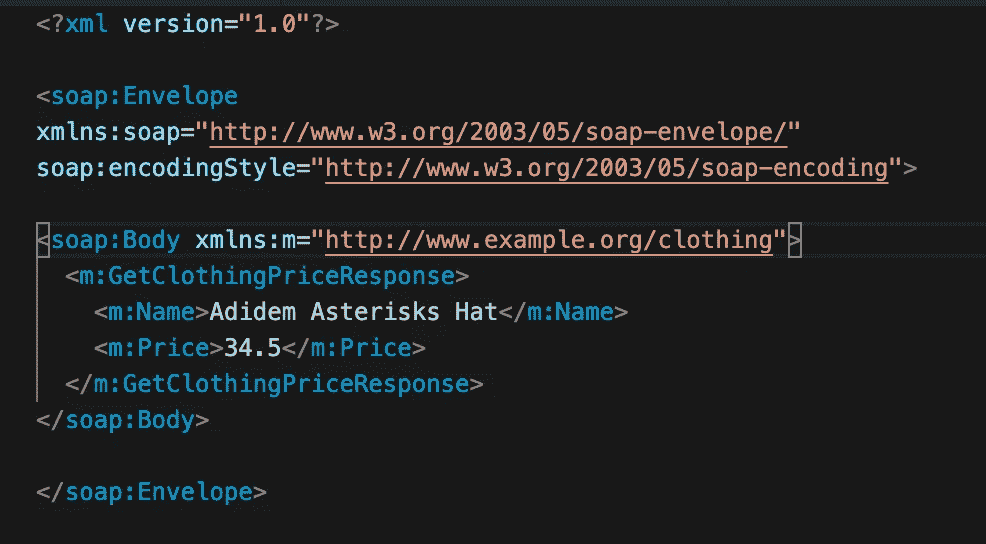 <?xml version="1.0"?>
<soap:Envelope
xmlns:soap="http://www.w3.org/2003/05/soap-envelope/"
soap:encodingStyle="http://www.w3.org/2003/05/soap-encoding">
<soap:Body xmlns:m="http://www.example.org/clothing">
<m:GetClothingPriceResponse>
<m:Name>Adidem Asterisks Hat</m:Name>
<m:Price>34.5</m:Price>
</m:GetClothingPriceResponse>
</soap:Body>
</soap:Envelope>